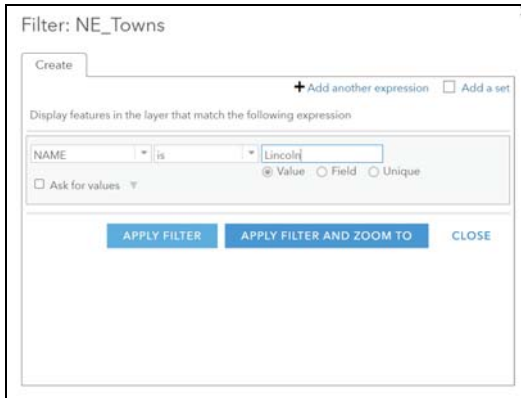 Filter: NE_Towns
Create
Add another expression Add a set
Display features in the layer that match the following expression
NAME is Lincoln
Value Field Unique
Ask for values
APPLY FILTER APPLY FILTER AND ZOOM TO CLOSE